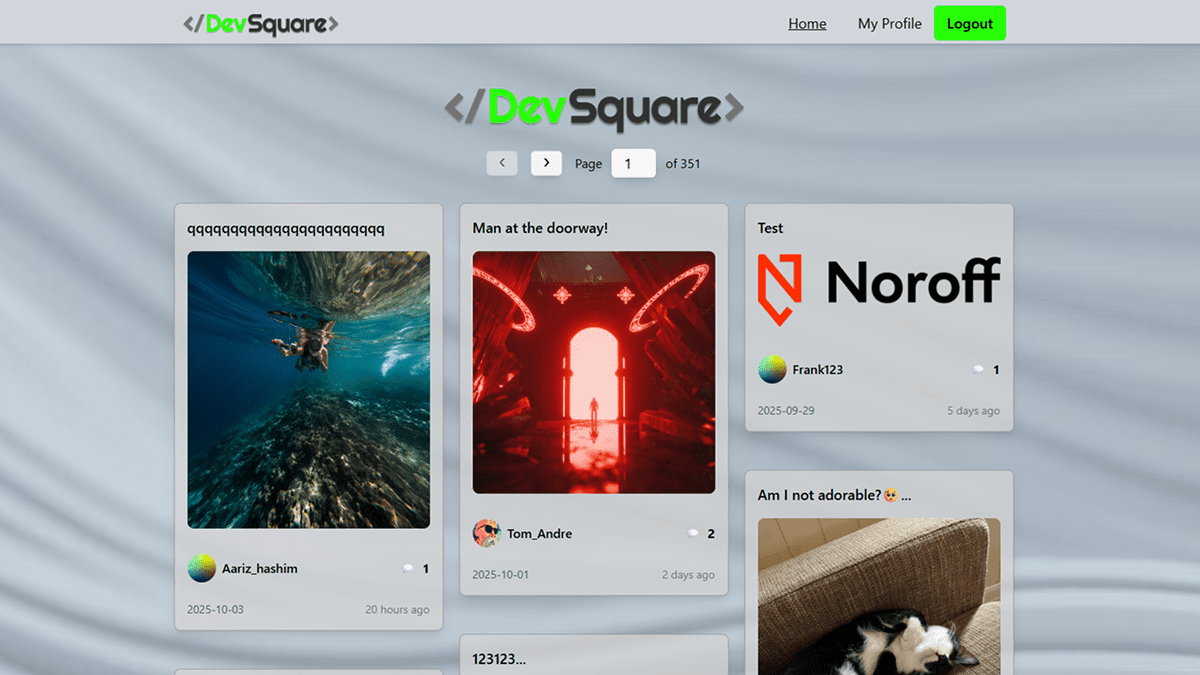 </DevSquare>
Home
My Profile
Logout
</DevSquare>
Page 1 of 351
qqqqqqqqqqqqqqqqqqqqqqq
Aariz_hashim
1
2025-10-03
20 hours ago
Man at the doorway!
Tom_Andre
2
2025-10-01
2 days ago
123123...
Test
Noroff
Frank123
1
2025-09-29
5 days ago
Am I not adorable?🥺...